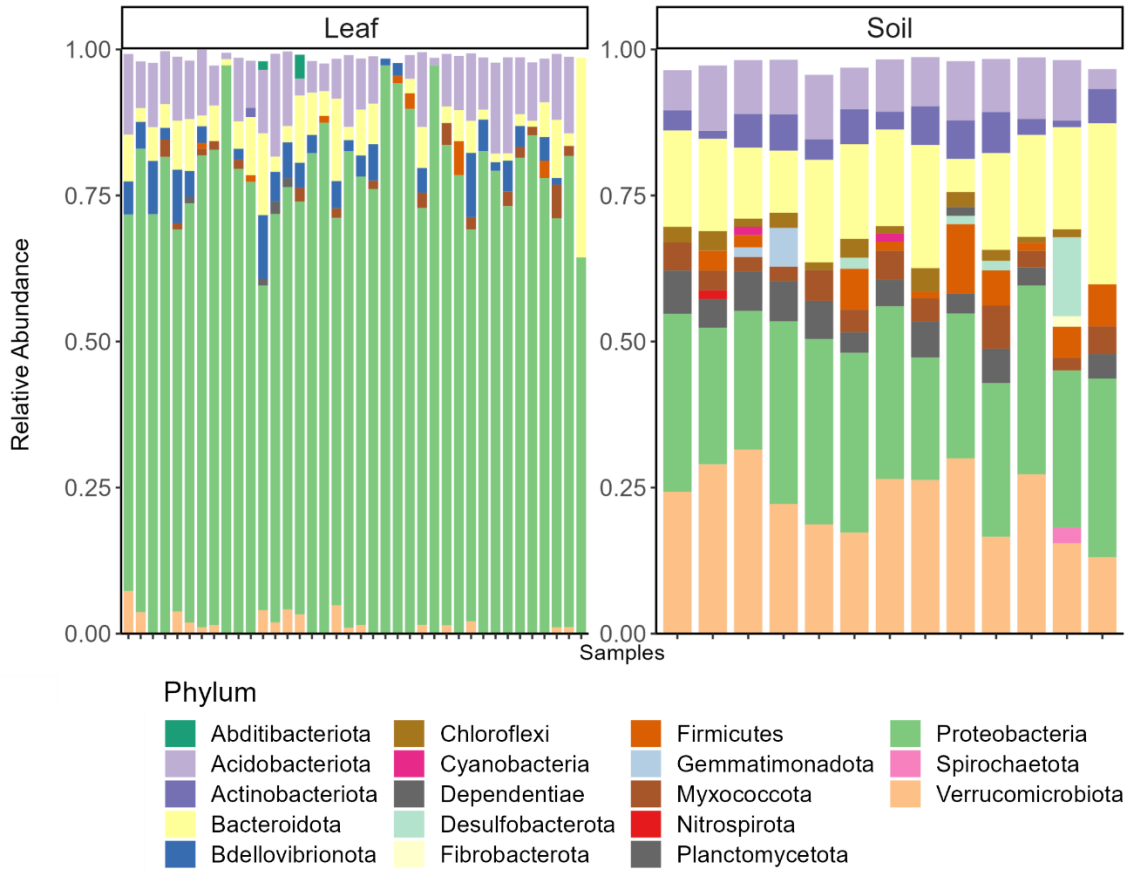 Leaf
Soil
Relative Abundance
1.00
0.75
0.50
0.25
0.00
1.00
0.75
0.50
0.25
0.00
Samples
Phylum
Abditibacteriota
Acidobacteriota
Actinobacteriota
Bacteroidota
Bdellovibrionota
Chloroflexi
Cyanobacteria
Dependentiae
Desulfobacterota
Fibrobacterota
Firmicutes
Gemmatimonadota
Myxococcota
Nitrospirota
Planctomycetota
Proteobacteria
Spirochaetota
Verrucomicrobiota